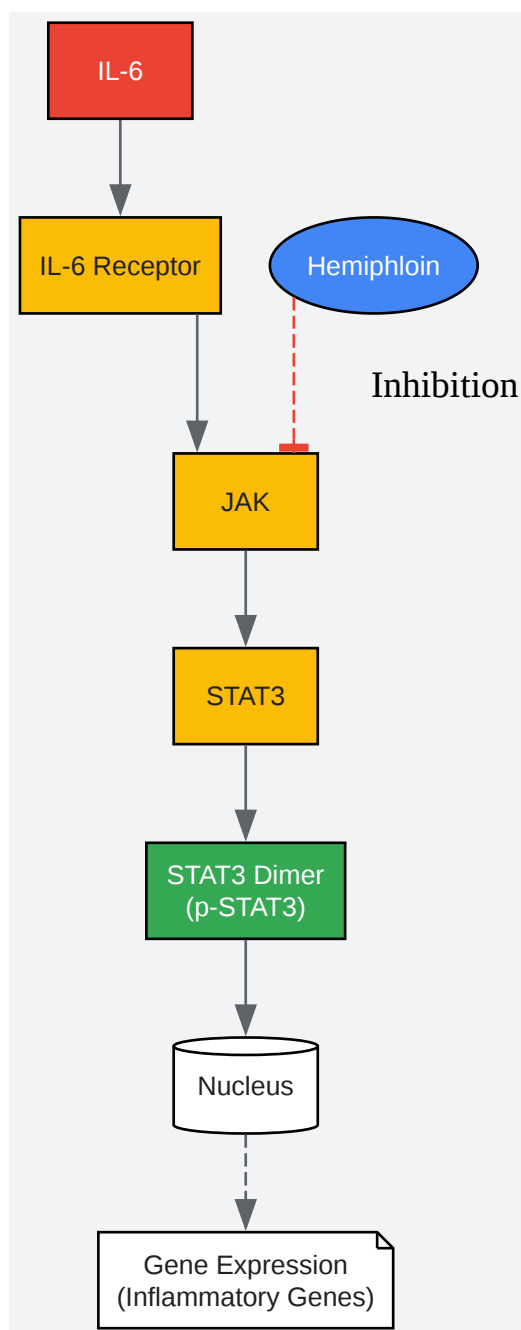 IL-6
IL-6 Receptor
Hemiphloin
Inhibition
JAK
STAT3
STAT3 Dimer
(p-STAT3)
Nucleus
Gene Expression
(Inflammatory Genes)